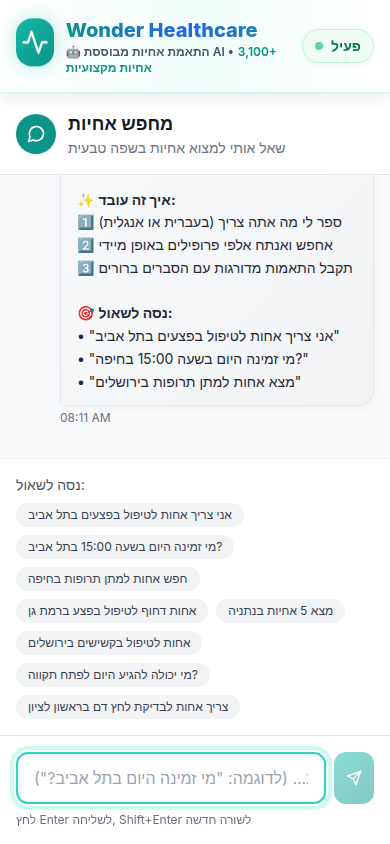 Wonder Healthcare
🤖 התאמת אחיות מבוססת AI • 3,100+
אחיות מקצועיות
פעיל
מחפש אחיות
שאל אותי למצוא אחיות בשפה טבעית
✨ איך זה עובד:
1️⃣ ספר לי מה אתה צריך (בעברית או אנגלית)
2️⃣ אחפש ואנתח אלפי פרופילים באופן מיידי
3️⃣ תקבל התאמות מדורגות עם הסברים ברורים
🎯 נסה לשאול:
• "אני צריך אחות לטיפול בפצעים בתל אביב"
• "מי זמינה היום בשעה 15:00 בחיפה?"
• "מצא אחות למתן תרופות בירושלים"
08:11 AM
נסה לשאול:
אני צריך אחות לטיפול בפצעים בתל אביב
מי זמינה היום בשעה 15:00 בתל אביב?
חפש אחות למתן תרופות בחיפה
אחות דחוף לטיפול בפצע ברמת גן
מצא 5 אחיות בנתניה
אחות לטיפול בקשישים בירושלים
מי יכולה להגיע היום לפתח תקווה?
צריך אחות לבדיקת לחץ דם בראשון לציון
... (לדוגמה: "מי זמינה היום בתל אביב?")
לחץ Enter לשליחה, Shift+Enter לשורה חדשה